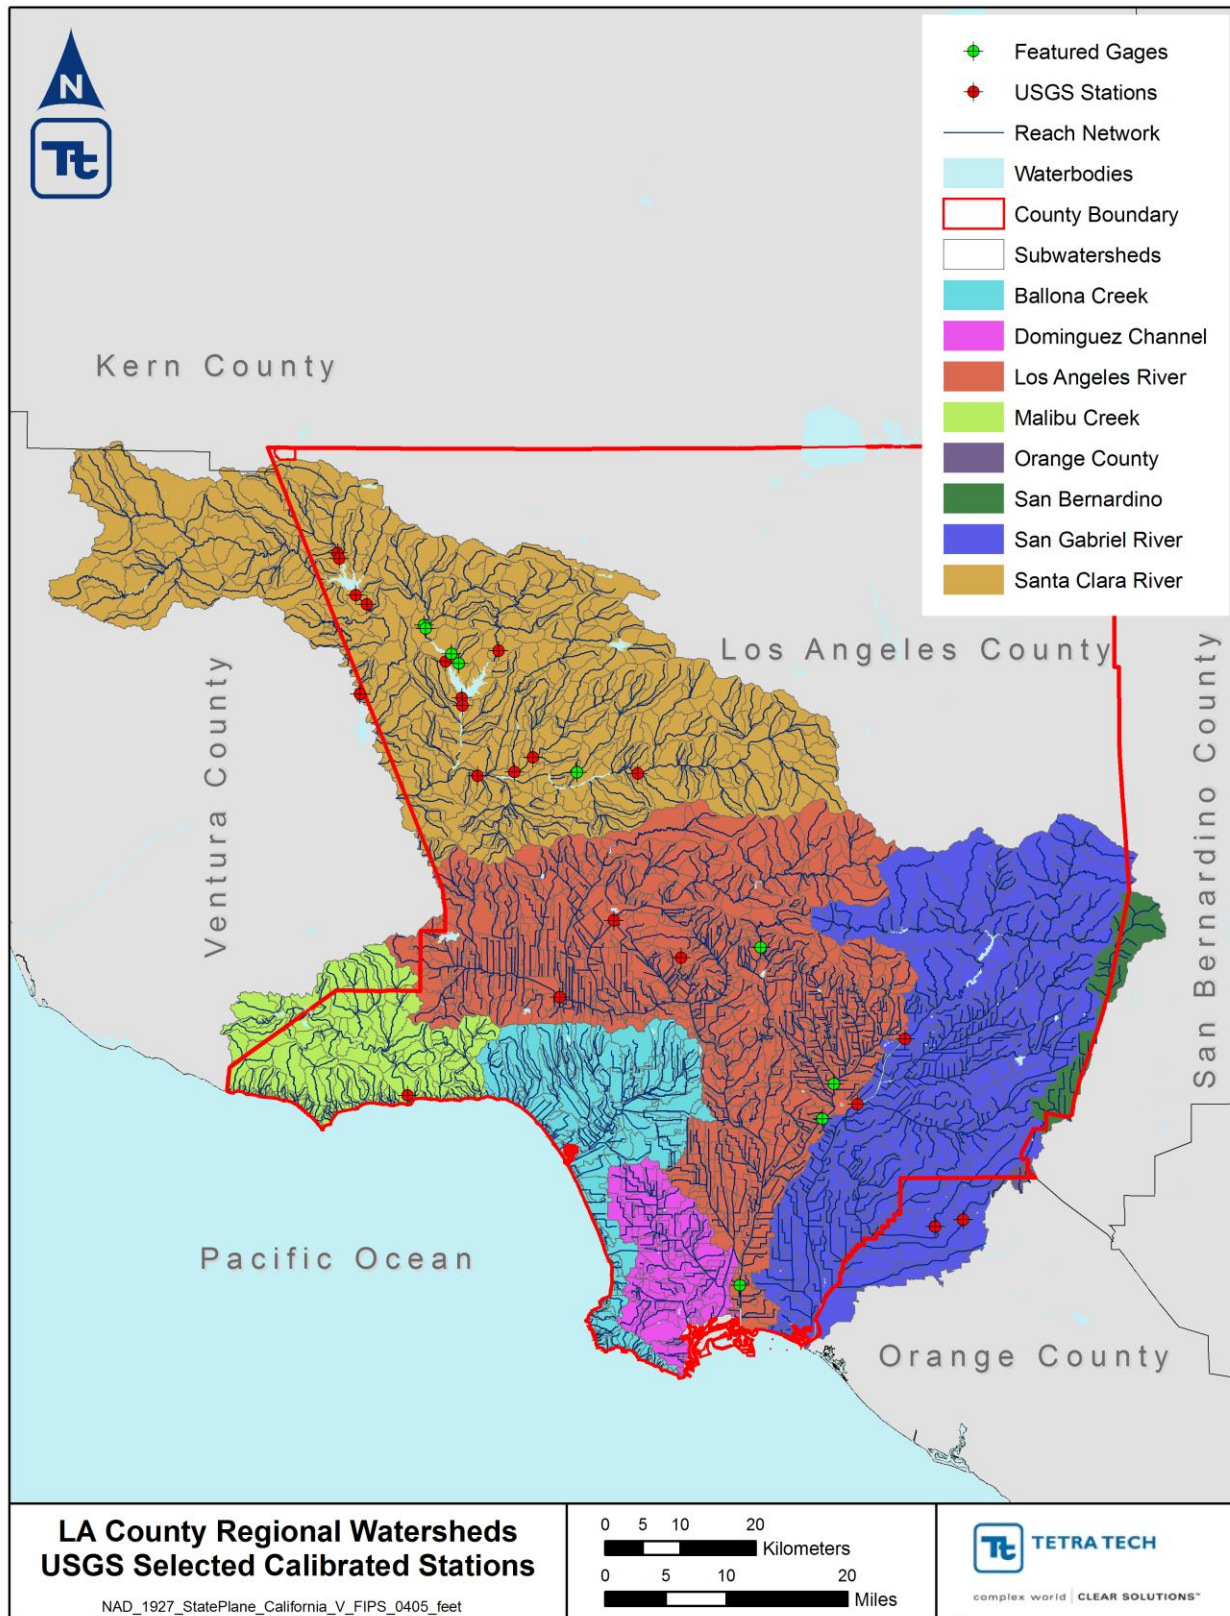 N
Tt
Featured Gages
USGS Stations
Reach Network
Waterbodies
County Boundary
Subwatersheds
Ballona Creek
Dominguez Channel
Los Angeles River
Malibu Creek
Orange County
San Bernardino
San Gabriel River
Santa Clara River
Kern County
Los Angeles County
Ventura County
San Bernardino County
Pacific Ocean
Orange County
LA County Regional Watersheds
USGS Selected Calibrated Stations
NAD_1927_StatePlane_California_V_FIPS_0405_feet
0 5 10 20
Kilometers
0 5 10 20
Miles
Tt TETRA TECH
complex world | CLEAR SOLUTIONS™